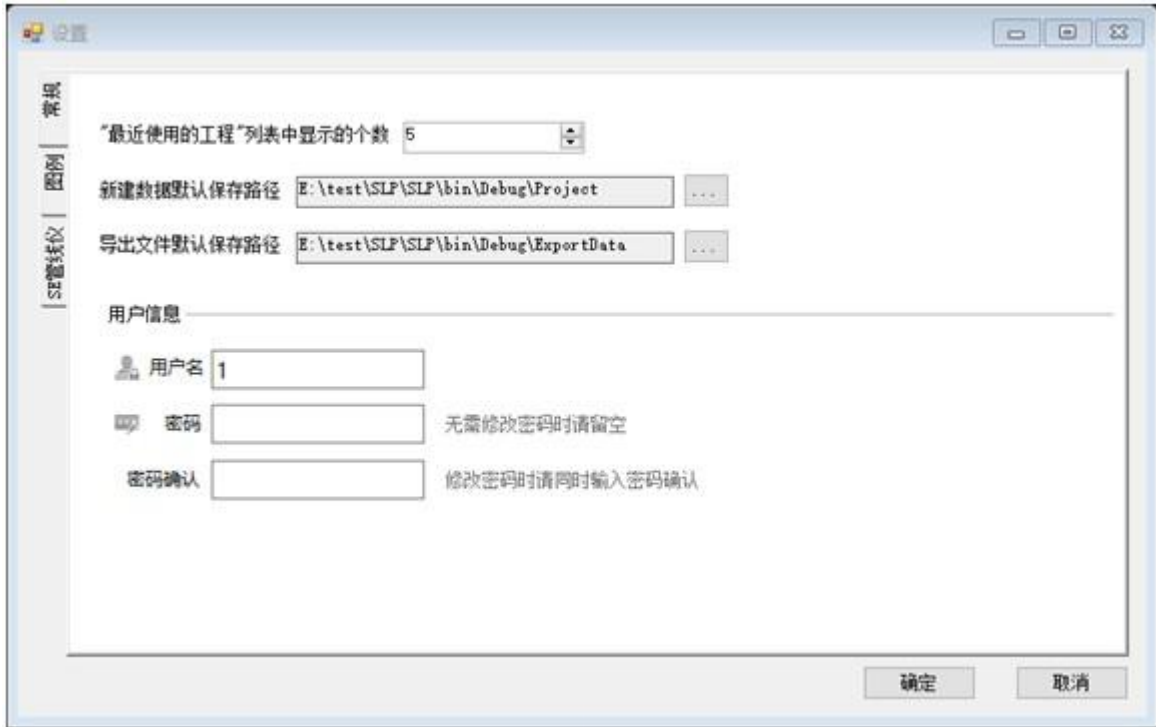 设置
常规
图例
SE管线仪
"最近使用的工程"列表中显示的个数 5
新建数据默认保存路径 E:\test\SLP\SLP\bin\Debug\Project ...
导出文件默认保存路径 E:\test\SLP\SLP\bin\Debug\ExportData ...
用户信息
用户名 1
密码 无需修改密码时请留空
密码确认 修改密码时请同时输入密码确认
确定 取消